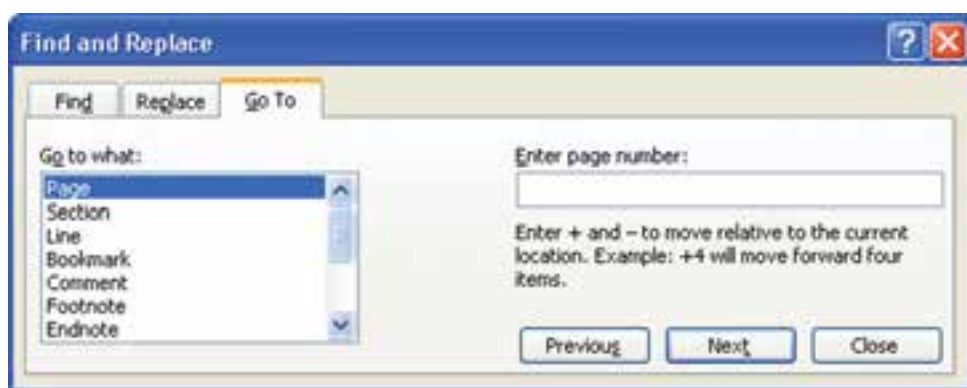 Find and Replace
Find
Replace
Go To
Go to what:
Page
Section
Line
Bookmark
Comment
Footnote
Endnote
Enter page number:
Enter + and – to move relative to the current
location. Example: +4 will move forward four
items.
Previous
Next
Close